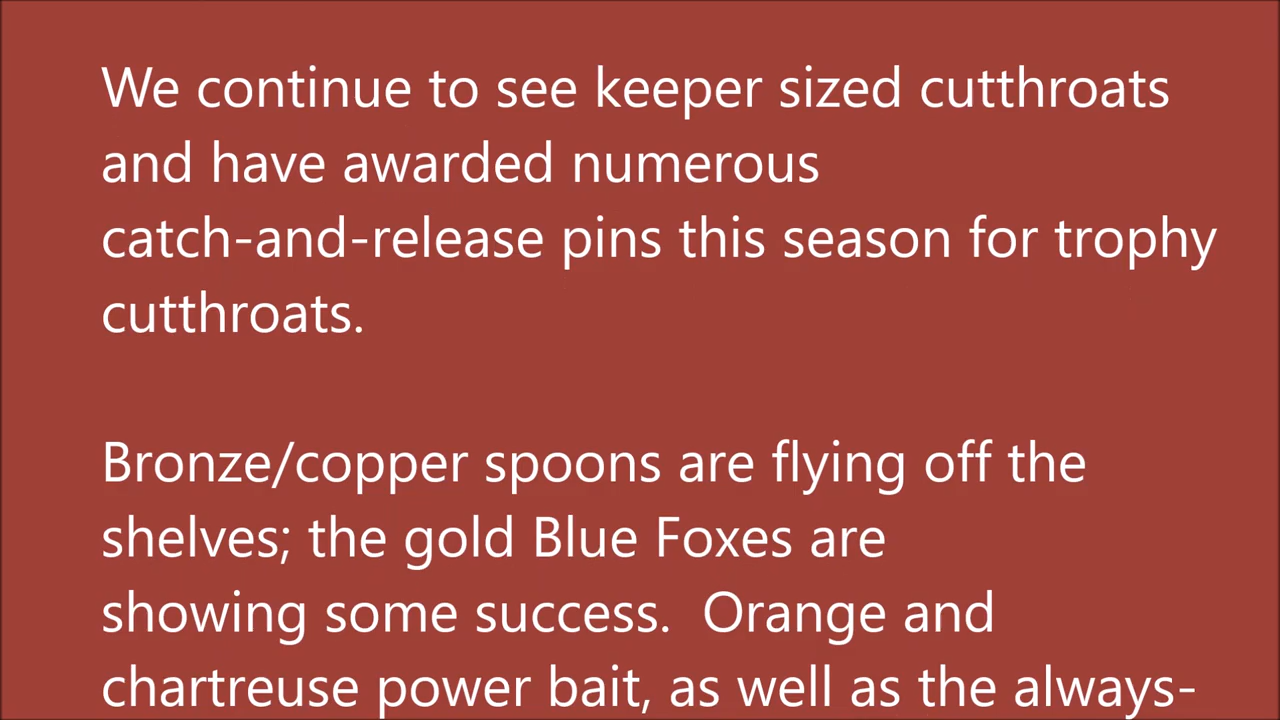 We continue to see keeper sized cutthroats
and have awarded numerous
catch-and-release pins this season for trophy
cutthroats.
Bronze/copper spoons are flying off the
shelves; the gold Blue Foxes are
showing some success.  Orange and
chartreuse power bait, as well as the always-